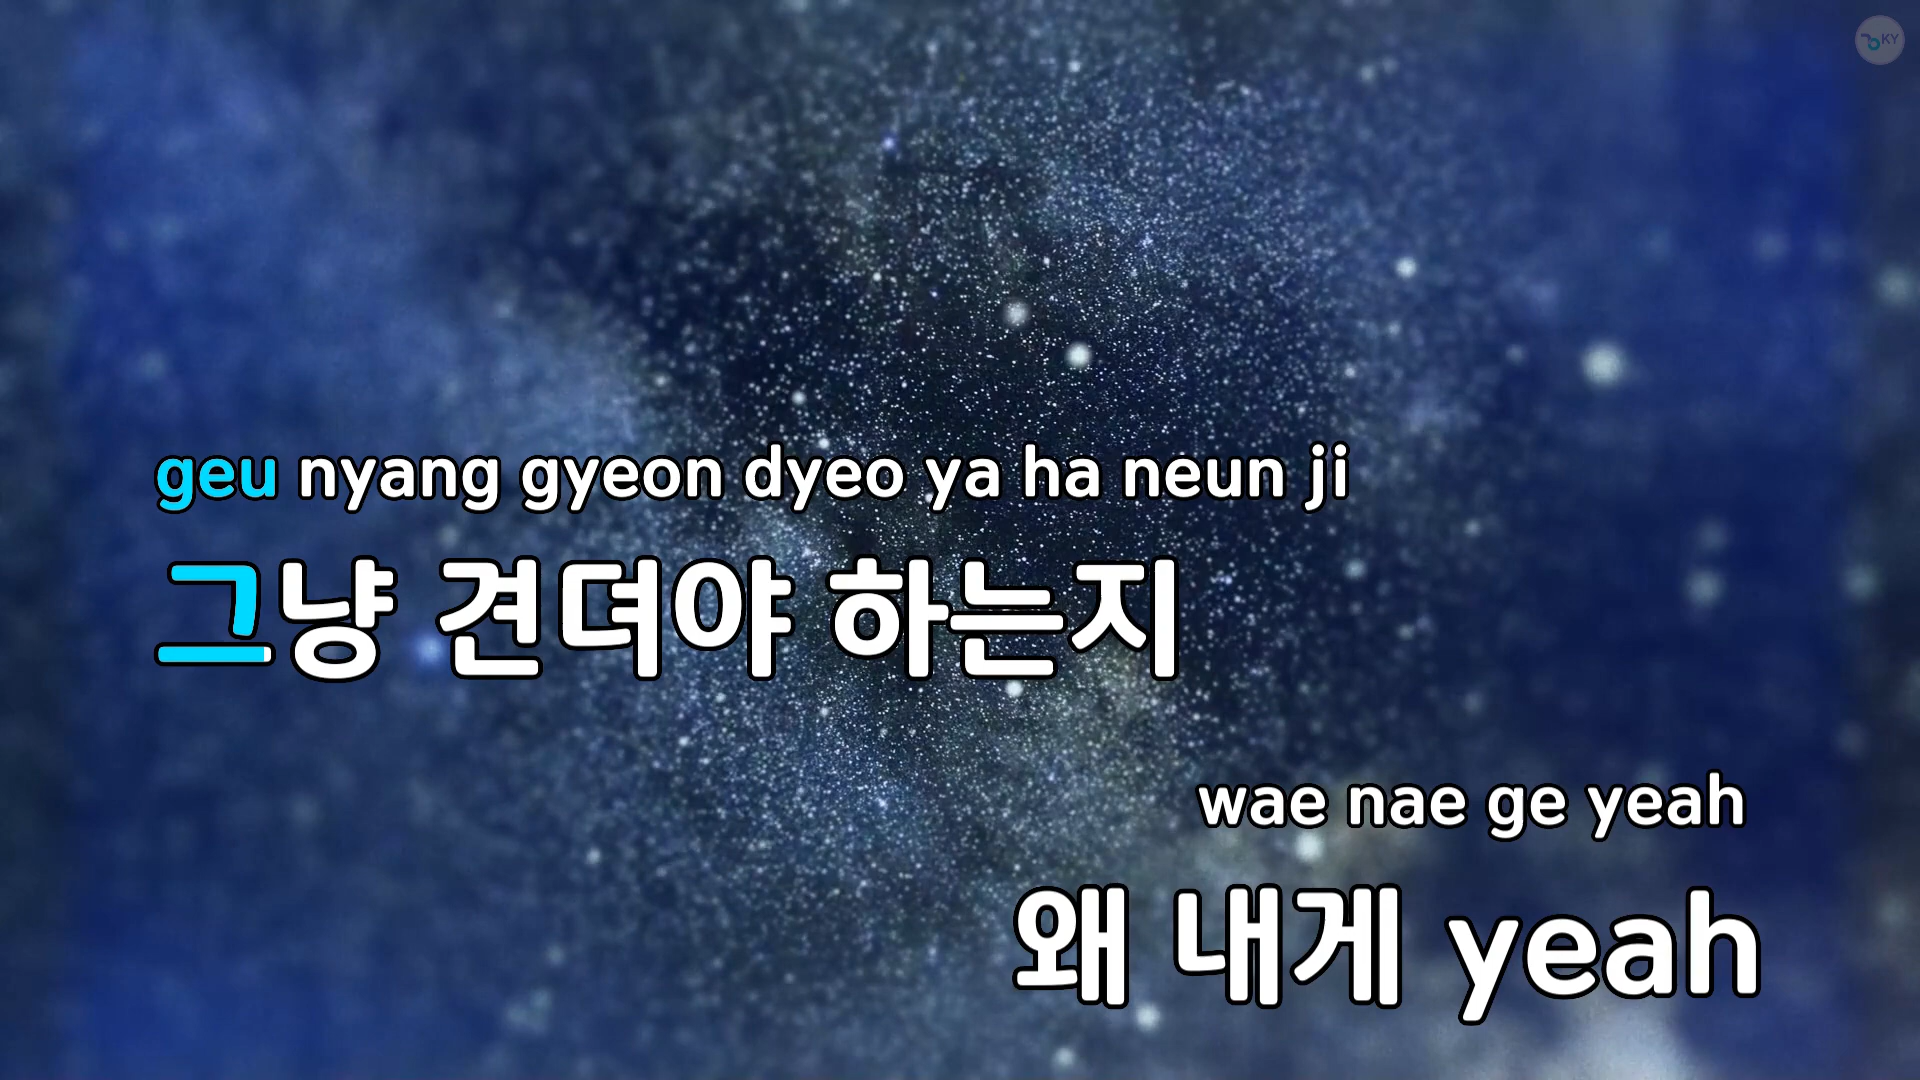 KY
geu nyang gyeon dyeo ya ha neun ji
그냥 견뎌야 하는지
wae nae ge yeah
왜 내게 yeah